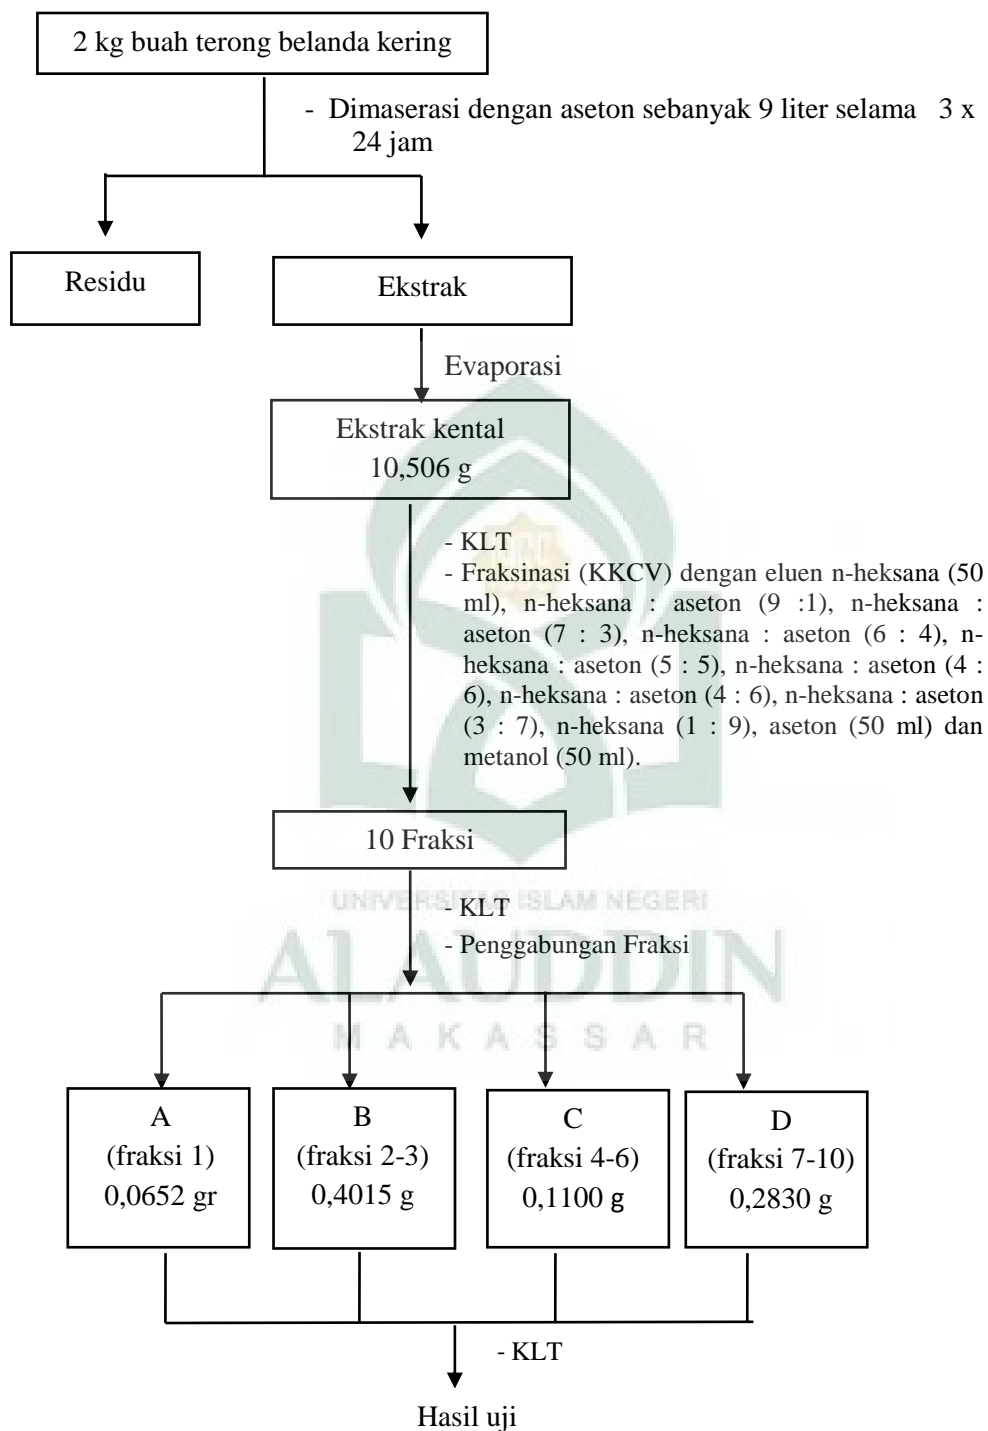 2 kg buah terong belanda kering
- Dimaserasi dengan aseton sebanyak 9 liter selama 3 x
24 jam
Residu
Ekstrak
Evaporasi
Ekstrak kental
10,506 g
- KLT
- Fraksinasi (KKCV) dengan eluen n-heksana (50
ml), n-heksana : aseton (9 :1), n-heksana :
aseton (7 : 3), n-heksana : aseton (6 : 4), n-
heksana : aseton (5 : 5), n-heksana : aseton (4 :
6), n-heksana : aseton (4 : 6), n-heksana : aseton
(3 : 7), n-heksana (1 : 9), aseton (50 ml) dan
metanol (50 ml).
10 Fraksi
UNIVERSITAS ISLAM NEGERI
- KLT
- Penggabungan Fraksi
ALAUDDIN
MAKASSAR
A
(fraksi 1)
0,0652 gr
B
(fraksi 2-3)
0,4015 g
C
(fraksi 4-6)
0,1100 g
D
(fraksi 7-10)
0,2830 g
- KLT
Hasil uji